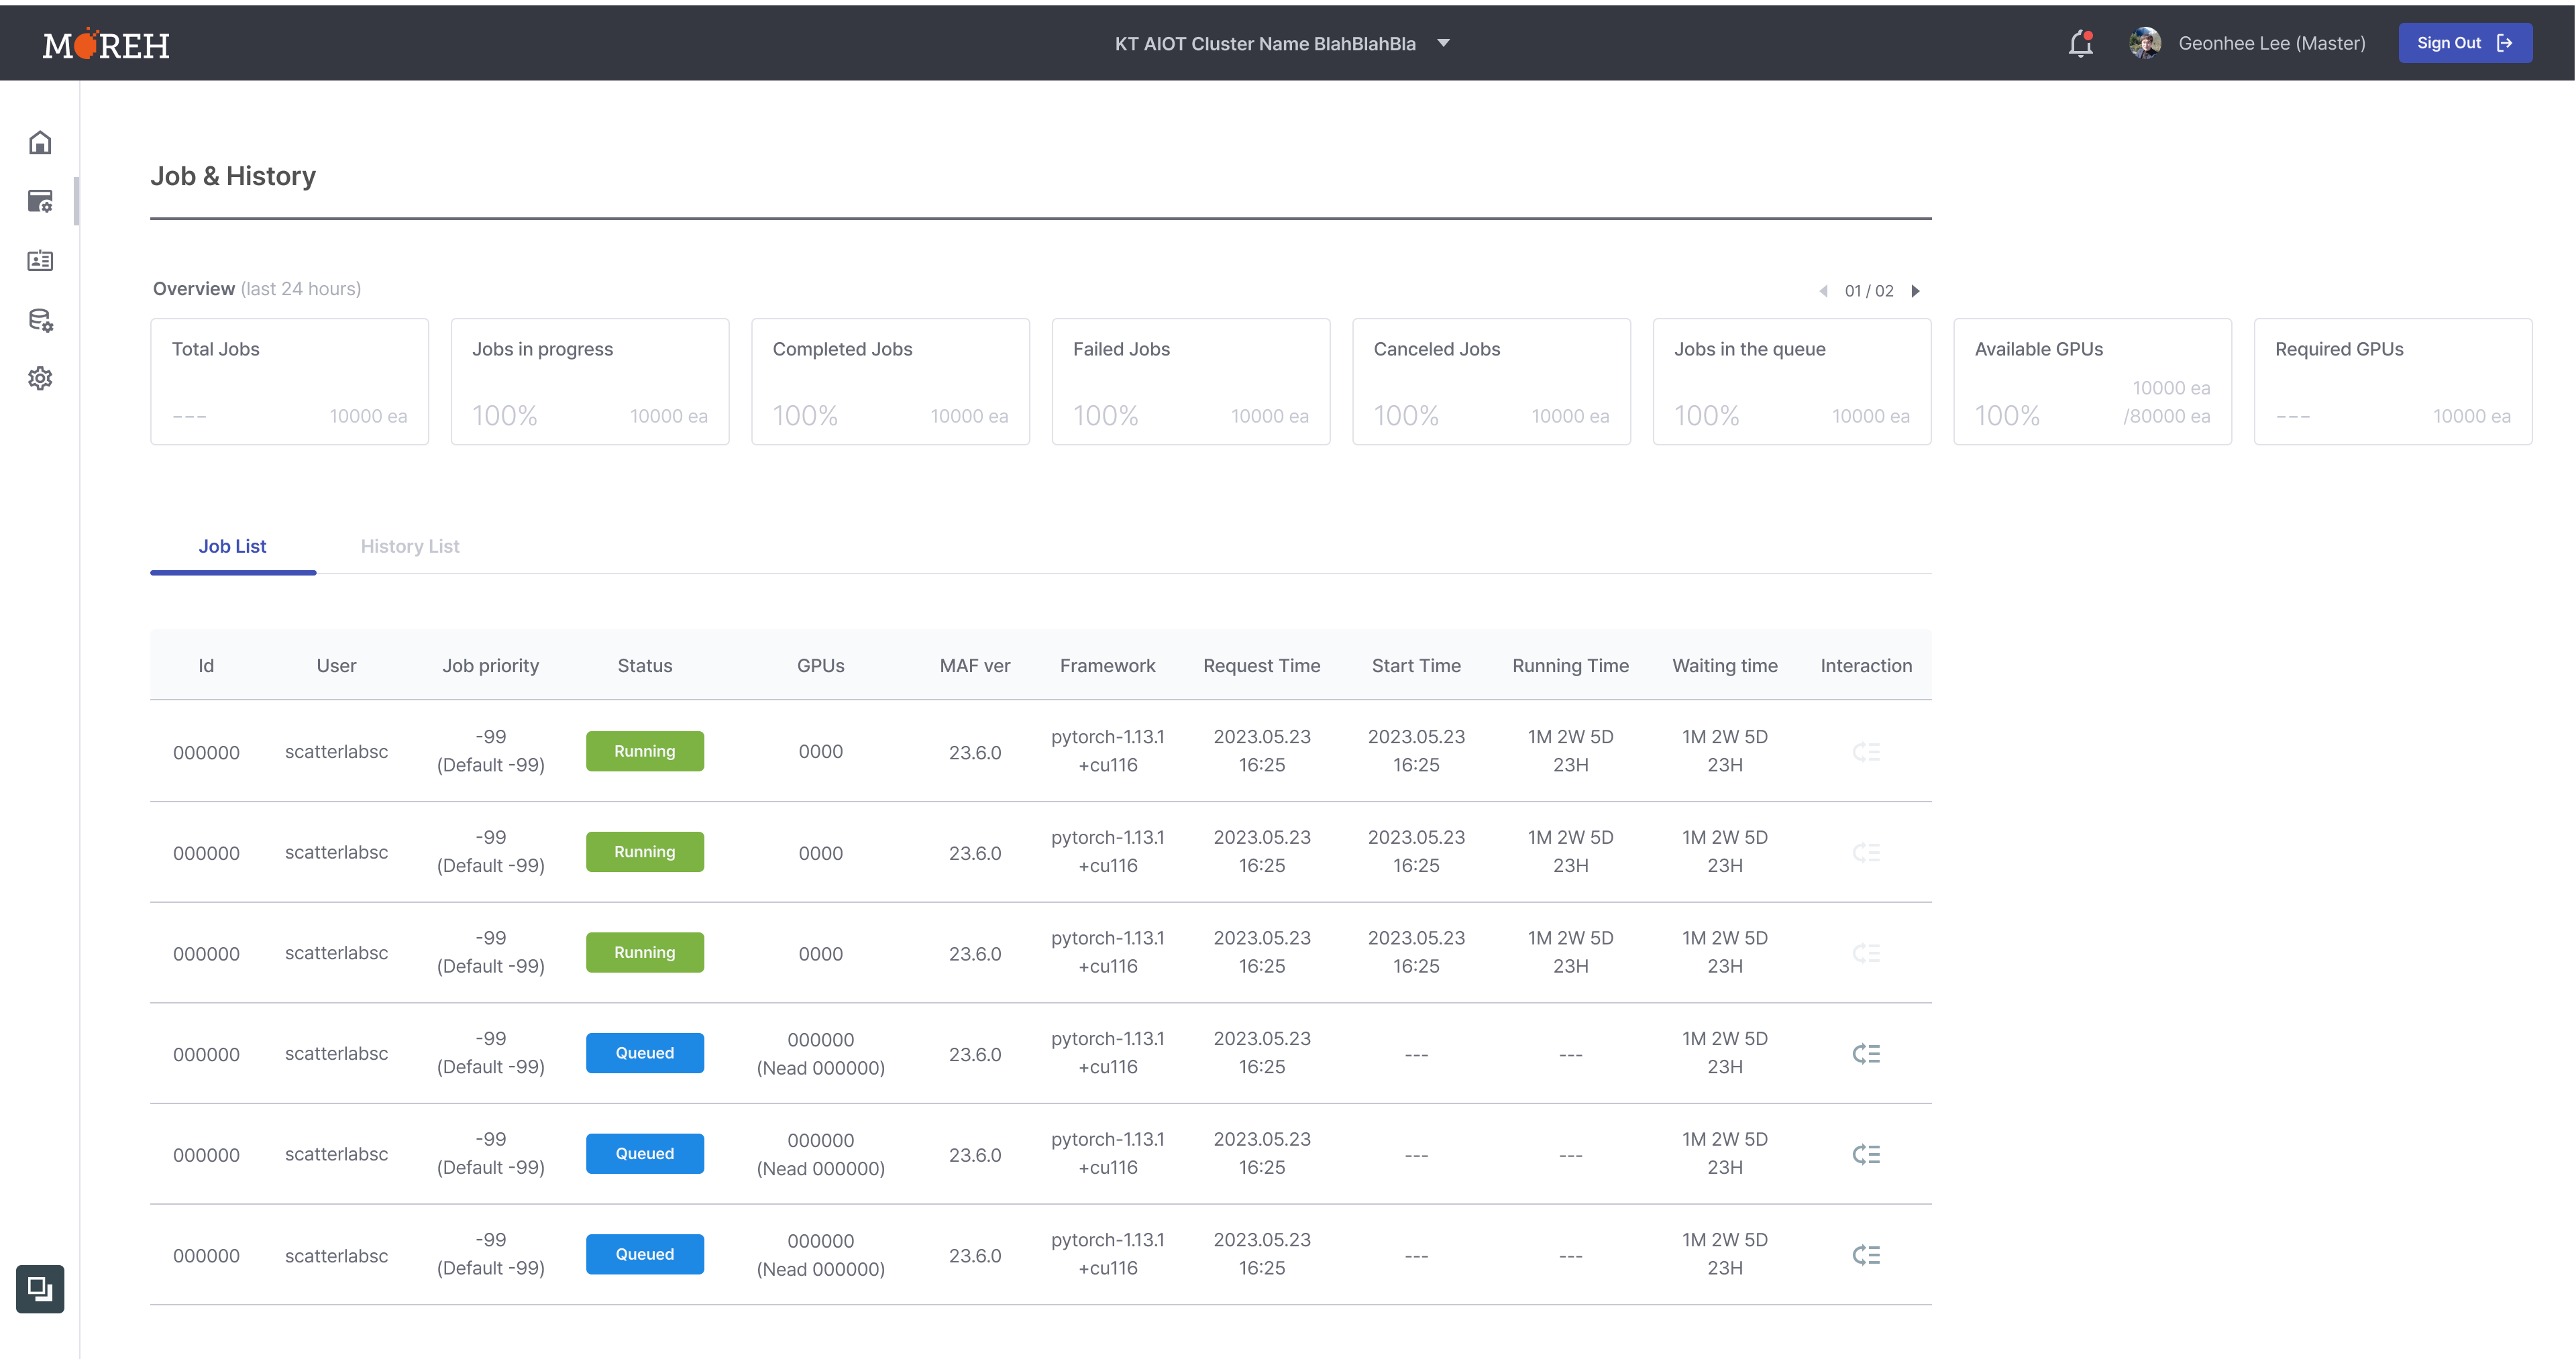 MOREH
KT AIOT Cluster Name BlahBlahBla
Geonhee Lee (Master)
Sign Out
Job & History
Overview (last 24 hours)
01 / 02
Total Jobs
--- 10000 ea
Jobs in progress
100% 10000 ea
Completed Jobs
100% 10000 ea
Failed Jobs
100% 10000 ea
Canceled Jobs
100% 10000 ea
Jobs in the queue
100% 10000 ea
Available GPUs
10000 ea
100% /80000 ea
Required GPUs
--- 10000 ea
Job List History List
Id User Job priority Status GPUs MAF ver Framework Request Time Start Time Running Time Waiting time Interaction
-99 pytorch-1.13.1 2023.05.23 2023.05.23 1M 2W 5D 1M 2W 5D
000000 scatterlabsc Running 0000 23.6.0
(Default -99) +cu116 16:25 16:25 23H 23H
-99 pytorch-1.13.1 2023.05.23 2023.05.23 1M 2W 5D 1M 2W 5D
000000 scatterlabsc Running 0000 23.6.0
(Default -99) +cu116 16:25 16:25 23H 23H
-99 pytorch-1.13.1 2023.05.23 2023.05.23 1M 2W 5D 1M 2W 5D
000000 scatterlabsc Running 0000 23.6.0
(Default -99) +cu116 16:25 16:25 23H 23H
-99 000000 pytorch-1.13.1 2023.05.23 1M 2W 5D
000000 scatterlabsc Queued 23.6.0 --- ---
(Default -99) (Nead 000000) +cu116 16:25 23H
-99 000000 pytorch-1.13.1 2023.05.23 1M 2W 5D
000000 scatterlabsc Queued 23.6.0 --- ---
(Default -99) (Nead 000000) +cu116 16:25 23H
-99 000000 pytorch-1.13.1 2023.05.23 1M 2W 5D
000000 scatterlabsc Queued 23.6.0 --- ---
(Default -99) (Nead 000000) +cu116 16:25 23H